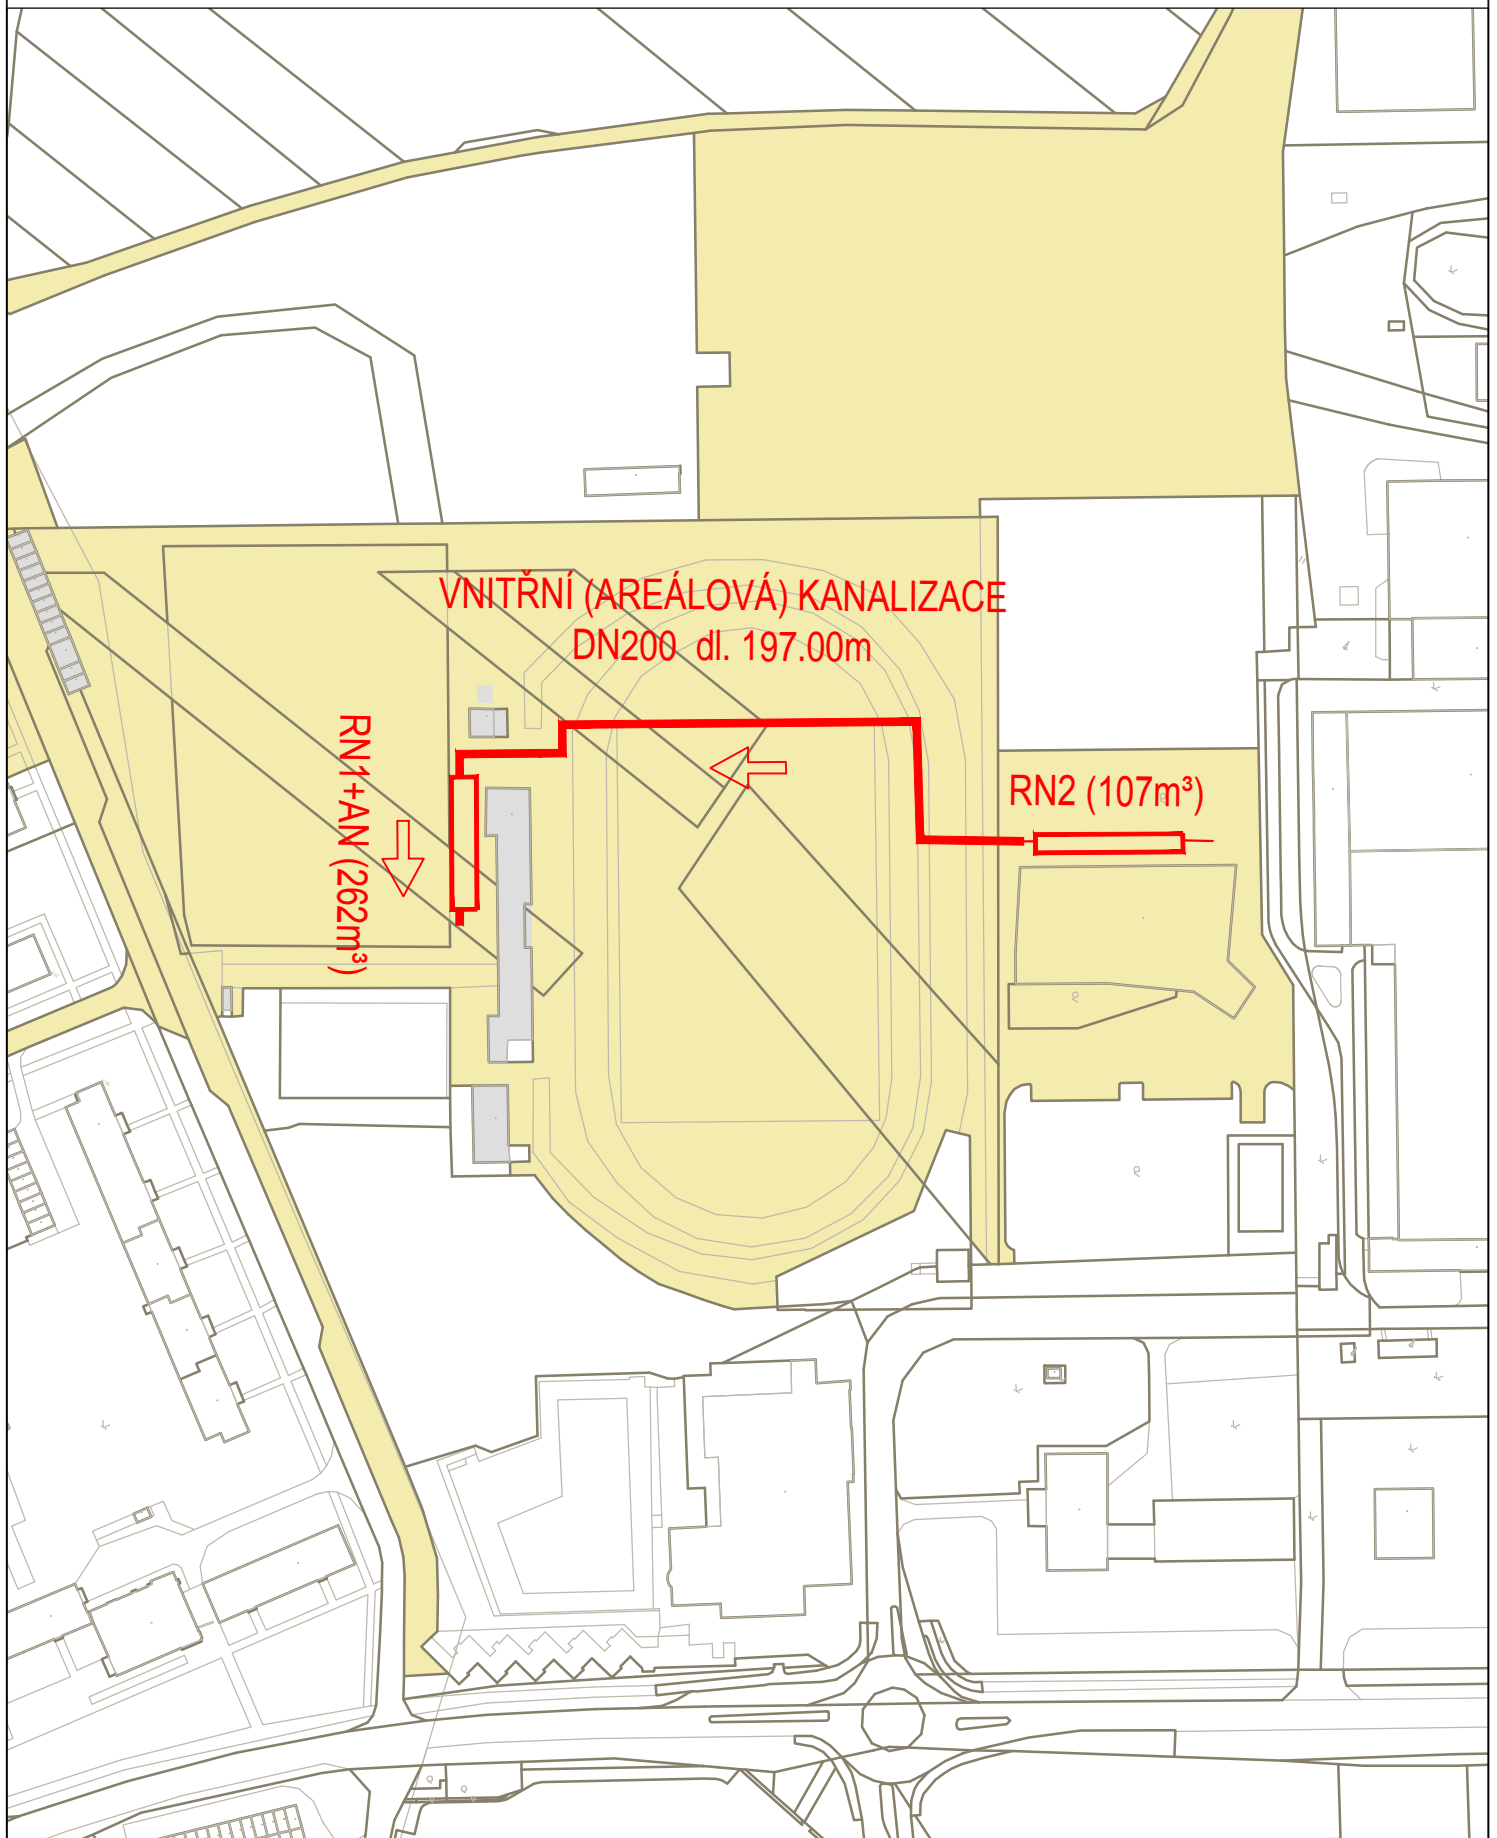 VNITŘNÍ (AREÁLOVÁ) KANALIZACE
DN200 dl. 197.00m
RN1+AN (262m³)
RN2 (107m³)